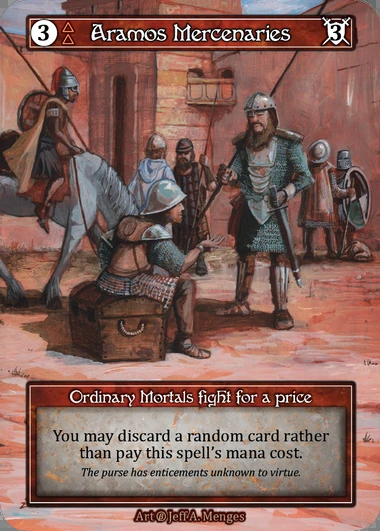 3 Aramos Mercenaries 3
Ordinary Mortals fight for a price
You may discard a random card rather
than pay this spell's mana cost.
The purse has enticements unknown to virtue.
Art @ Jeff A. Menges